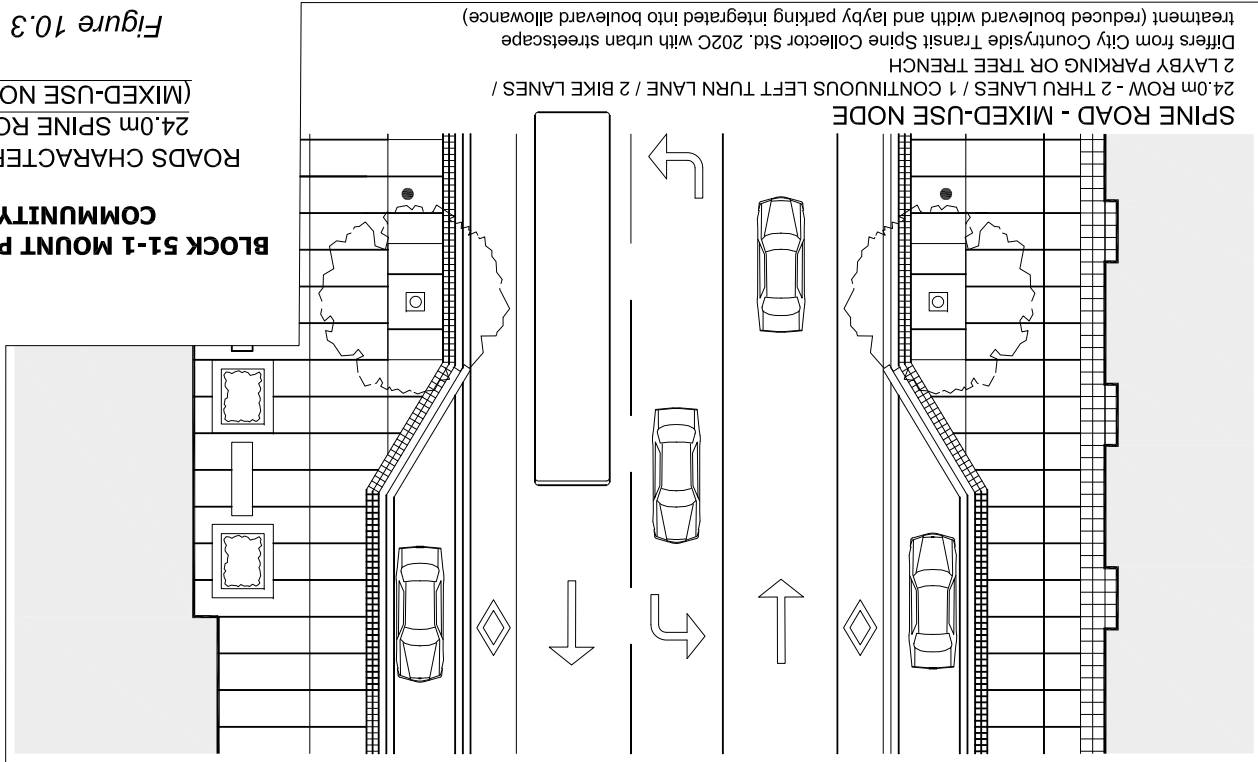 SPINE ROAD - MIXED-USE NODE
24.0m ROW - 2 THRU LANES / 1 CONTINUOUS LEFT TURN LANE / 2 BIKE LANES /
2 LAYBY PARKING OR TREE TRENCH
Differs from City Countryside Transit Spine Collector Std. 202C with urban streetscape
treatment (reduced boulevard width and layby parking integrated into boulevard allowance)
BLOCK 51-1 MOUNT P
COMMUNITY
ROADS CHARACTER
24.0m SPINE RO
(MIXED-USE NO
Figure 10.3